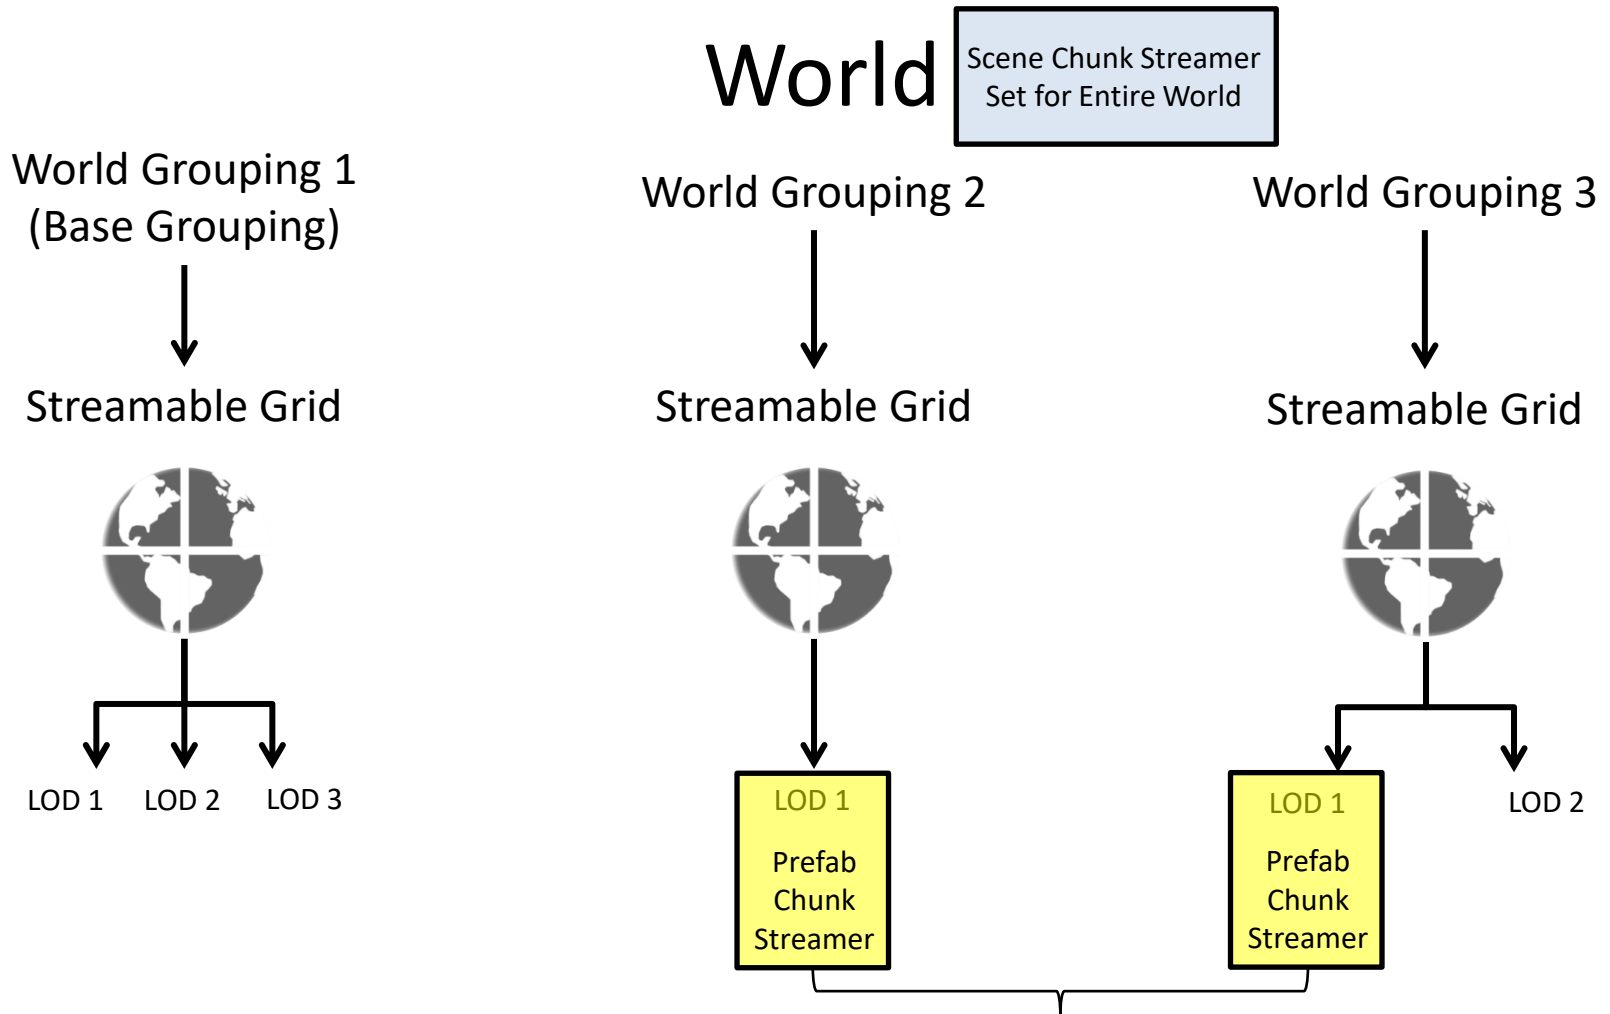 World
Scene Chunk Streamer
Set for Entire World
World Grouping 1
(Base Grouping)
World Grouping 2
World Grouping 3
Streamable Grid
Streamable Grid
Streamable Grid
LOD 1
LOD 2
LOD 3
LOD 1
Prefab
Chunk
Streamer
LOD 1
Prefab
Chunk
Streamer
LOD 2